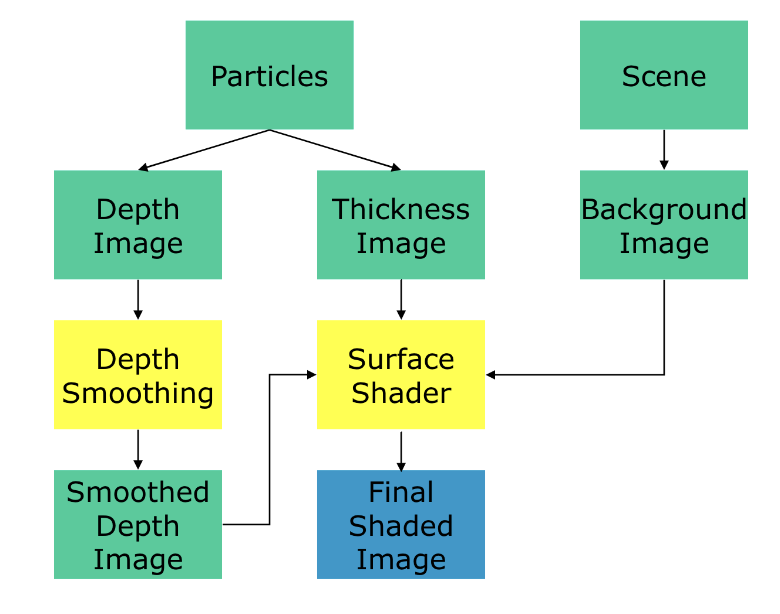 Particles
Scene
Depth
Image
Thickness
Image
Background
Image
Depth
Smoothing
Surface
Shader
Smoothed
Depth
Image
Final
Shaded
Image